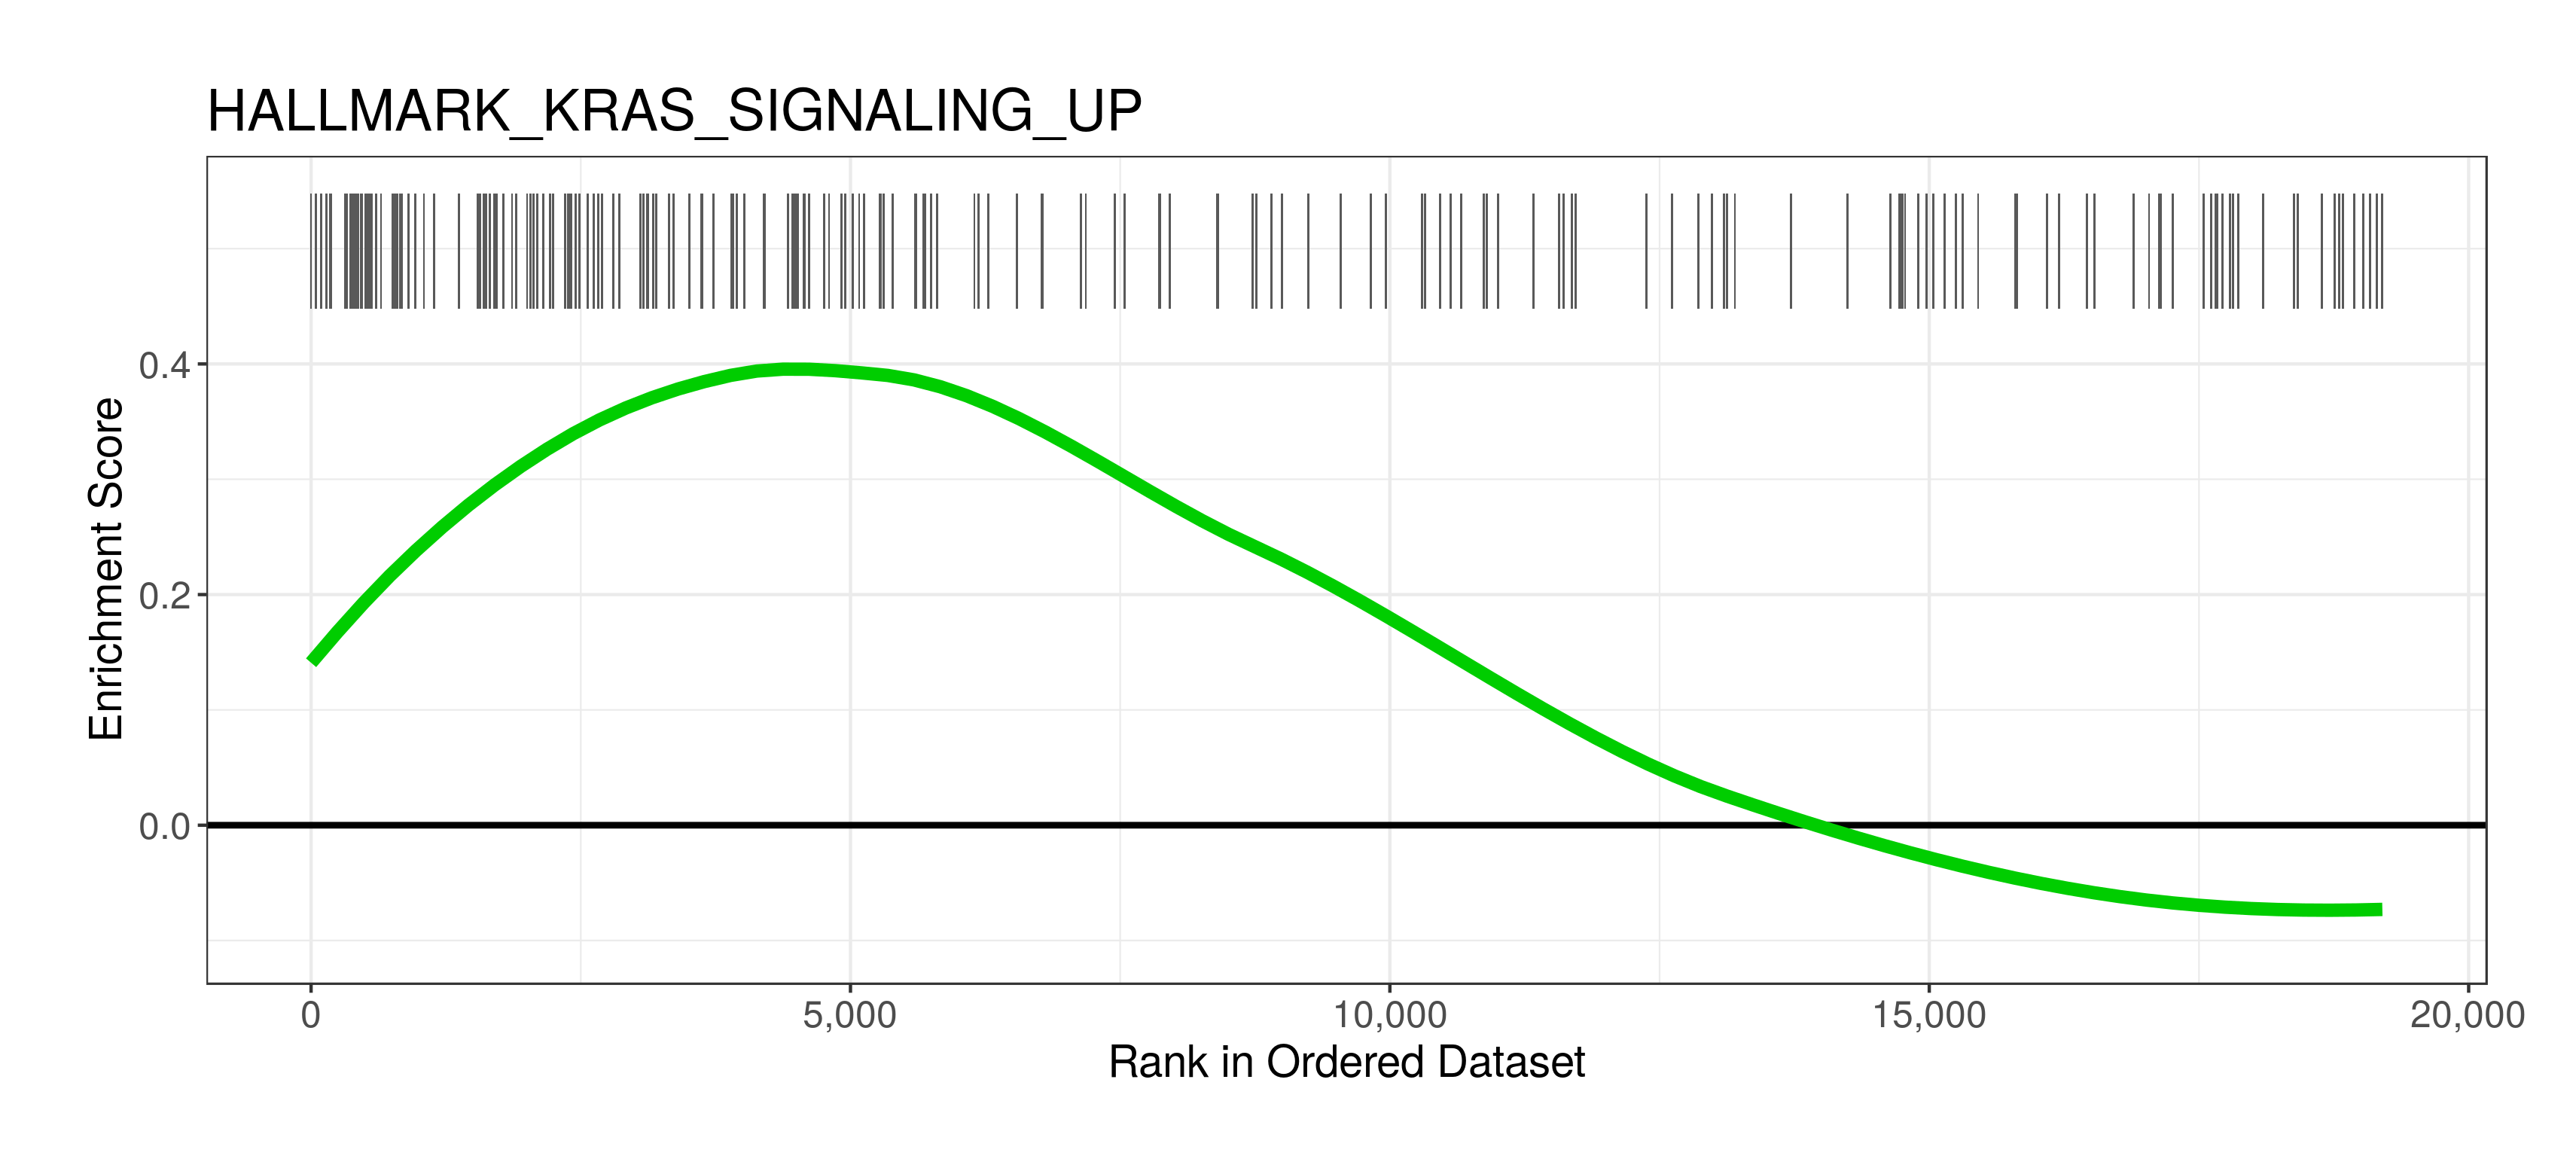 HALLMARK_KRAS_SIGNALING_UP
Enrichment Score
0.4
0.2
0.0
0
5,000
10,000
15,000
20,000
Rank in Ordered Dataset